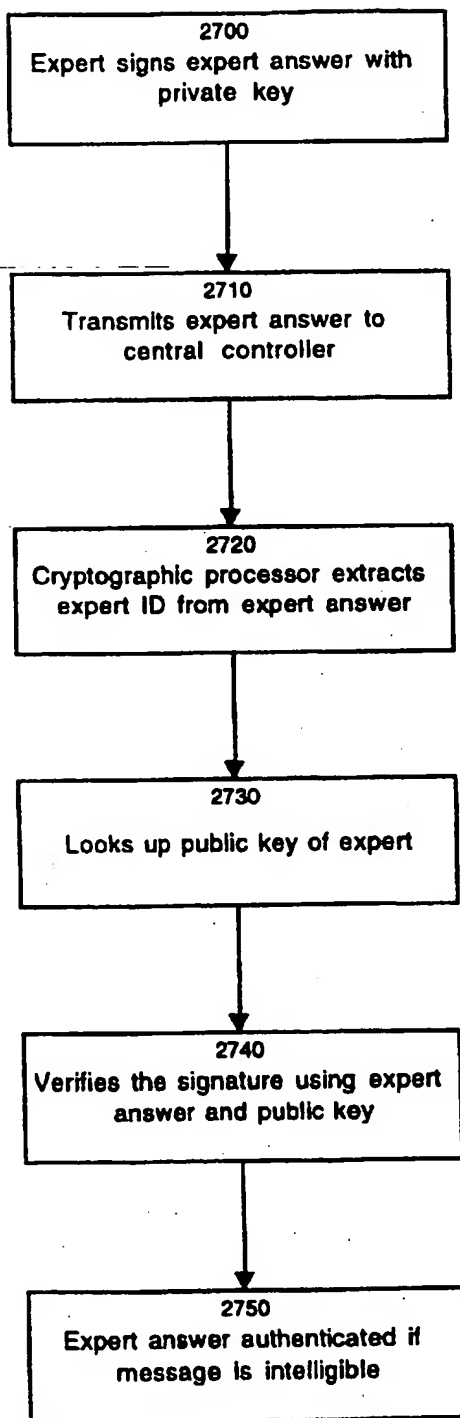 2700
Expert signs expert answer with
private key
2710
Transmits expert answer to
central controller
2720
Cryptographic processor extracts
expert ID from expert answer
2730
Looks up public key of expert
2740
Verifies the signature using expert
answer and public key
2750
Expert answer authenticated if
message is intelligible